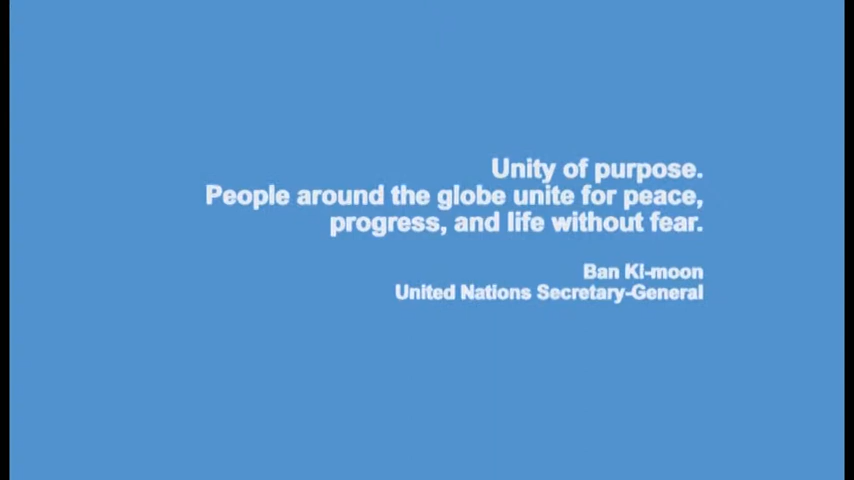 Unity of purpose.
People around the globe unite for peace,
progress, and life without fear.
Ban Ki-moon
United Nations Secretary-General